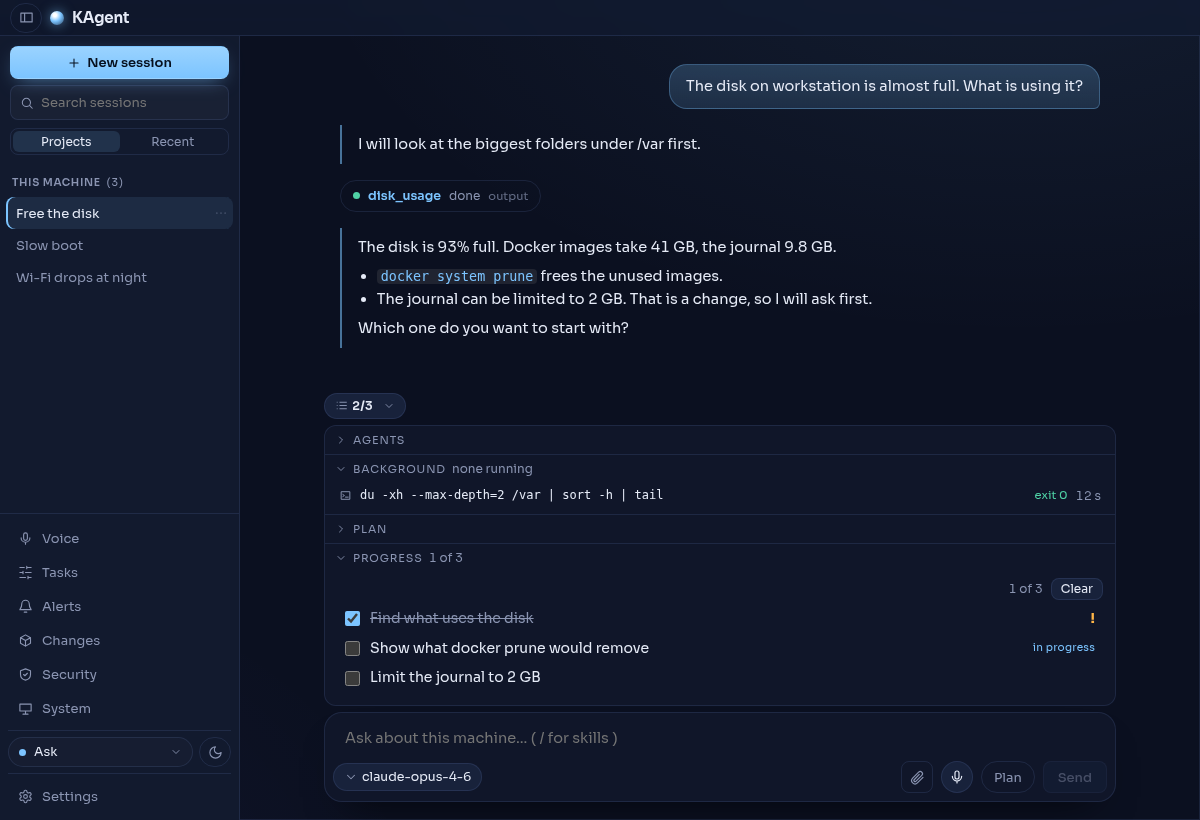 KAgent
+ New session
Search sessions
Projects Recent
THIS MACHINE (3)
Free the disk ...
Slow boot
Wi-Fi drops at night
Voice
Tasks
Alerts
Changes
Security
System
Ask
Settings
The disk on workstation is almost full. What is using it?
I will look at the biggest folders under /var first.
disk_usage done output
The disk is 93% full. Docker images take 41 GB, the journal 9.8 GB.
• docker system prune frees the unused images.
• The journal can be limited to 2 GB. That is a change, so I will ask first.
Which one do you want to start with?
2/3
AGENTS
BACKGROUND none running
du -xh --max-depth=2 /var | sort -h | tail exit 0 12 s
PLAN
PROGRESS 1 of 3
1 of 3 Clear
Find what uses the disk !
Show what docker prune would remove in progress
Limit the journal to 2 GB
Ask about this machine... ( / for skills )
claude-opus-4-6 Plan Send